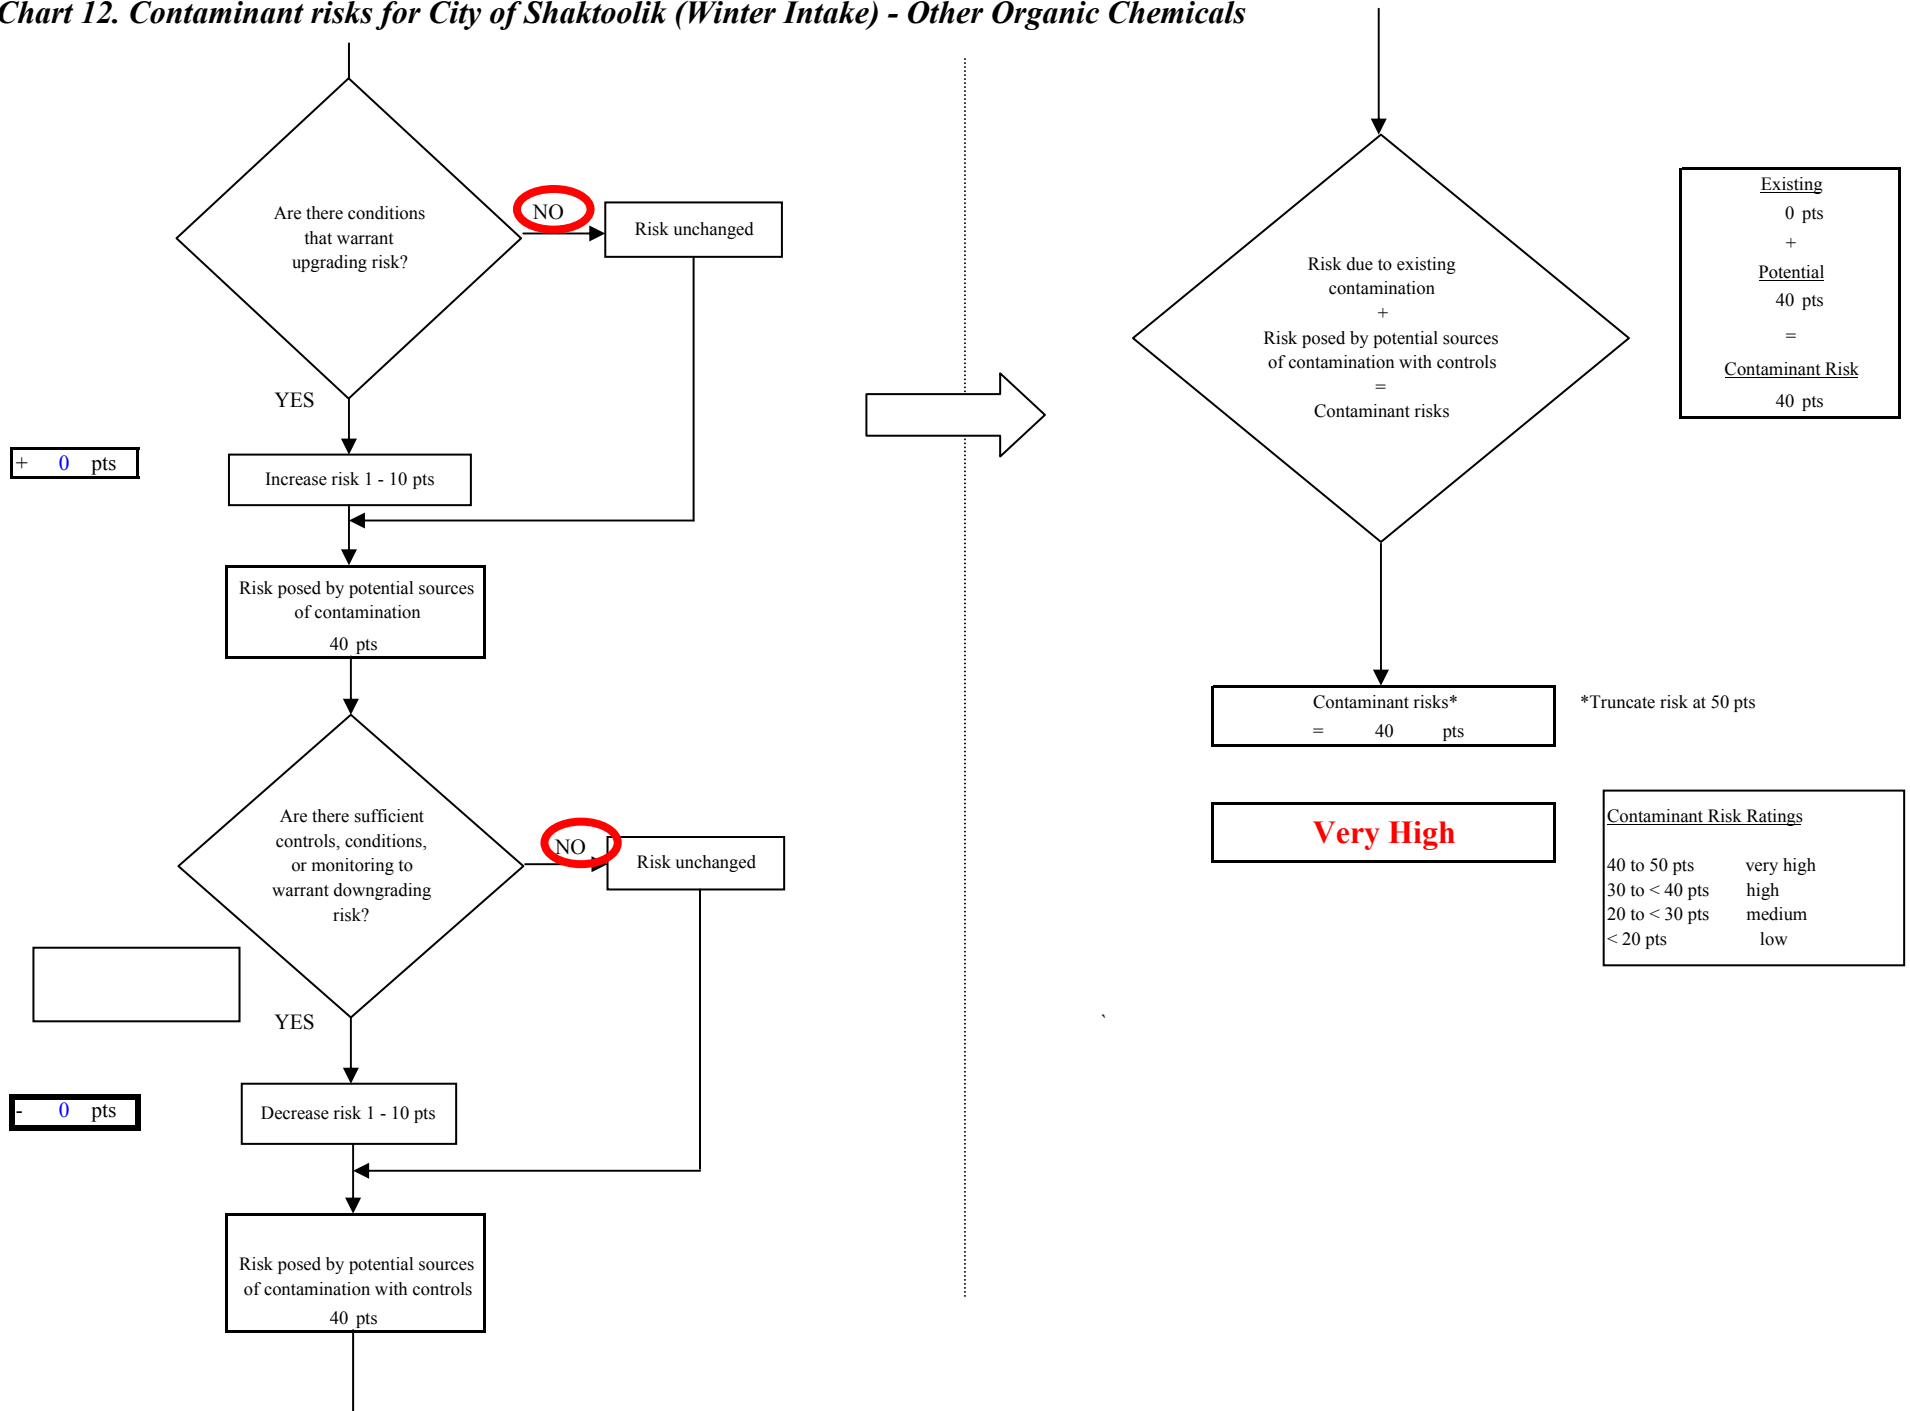 Chart 12. Contaminant risks for City of Shaktoolik (Winter Intake) - Other Organic Chemicals
Are there conditions
that warrant
upgrading risk?
NO
Risk unchanged
YES
+ 0 pts
Increase risk 1 - 10 pts
Risk posed by potential sources
of contamination
40 pts
Are there sufficient
controls, conditions,
or monitoring to
warrant downgrading
risk?
NO
Risk unchanged
YES
- 0 pts
Decrease risk 1 - 10 pts
Risk posed by potential sources
of contamination with controls
40 pts
Risk due to existing
contamination
+
Risk posed by potential sources
of contamination with controls
=
Contaminant risks
Existing
0 pts
+
Potential
40 pts
=
Contaminant Risk
40 pts
Contaminant risks*
= 40 pts
*Truncate risk at 50 pts
Very High
Contaminant Risk Ratings
40 to 50 pts very high
30 to < 40 pts high
20 to < 30 pts medium
< 20 pts low
`